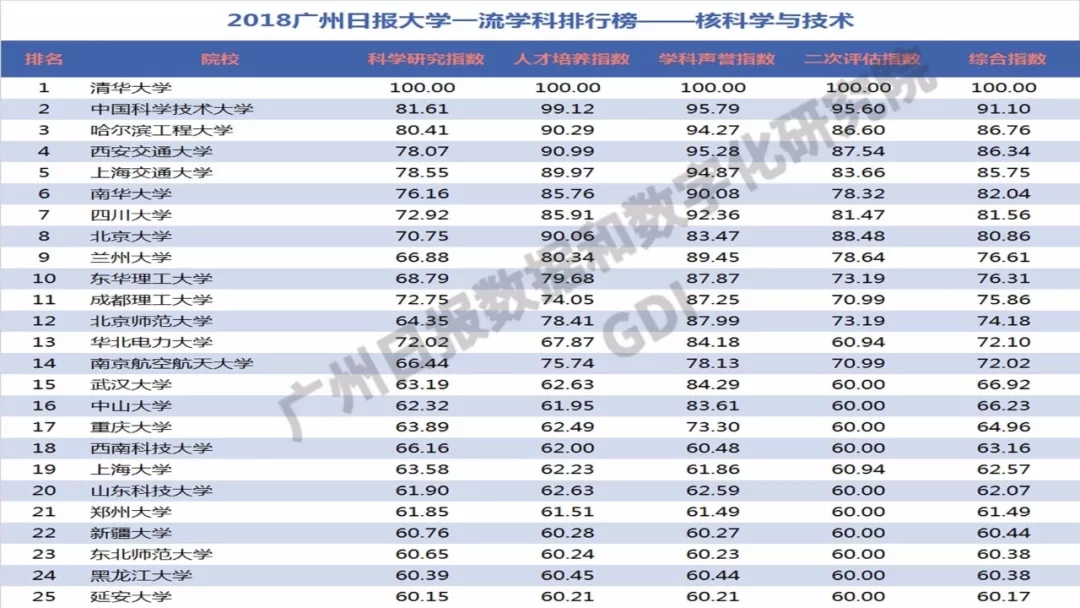 2018广州日报大学一流学科排行榜——核科学与技术
排名 院校 科学研究指数 人才培养指数 学科声誉指数 二次评估指数 综合指数
1 清华大学 100.00 100.00 100.00 100.00 100.00
2 中国科学技术大学 81.61 99.12 95.79 95.60 91.10
3 哈尔滨工程大学 80.41 90.29 94.27 86.60 86.76
4 西安交通大学 78.07 90.99 95.28 87.54 86.34
5 上海交通大学 78.55 89.97 94.87 83.66 85.75
6 南华大学 76.16 85.76 90.08 78.32 82.04
7 四川大学 72.92 85.91 92.36 81.47 81.56
8 北京大学 70.75 90.06 83.47 88.48 80.86
9 兰州大学 66.88 80.34 89.45 78.64 76.61
10 东华理工大学 68.79 79.68 87.87 73.19 76.31
11 成都理工大学 72.75 74.05 87.25 70.99 75.86
12 北京师范大学 64.35 78.41 87.99 73.19 74.18
13 华北电力大学 72.02 67.87 84.18 60.94 72.10
14 南京航空航天大学 66.44 75.74 78.13 70.99 72.02
15 武汉大学 63.19 62.63 84.29 60.00 66.92
16 中山大学 62.32 61.95 83.61 60.00 66.23
17 重庆大学 63.89 62.49 73.30 60.00 64.96
18 西南科技大学 66.16 62.00 60.48 60.00 63.16
19 上海大学 63.58 62.23 61.86 60.94 62.57
20 山东科技大学 61.90 62.63 62.59 60.00 62.07
21 郑州大学 61.85 61.51 61.49 60.00 61.49
22 新疆大学 60.76 60.28 60.27 60.00 60.44
23 东北师范大学 60.65 60.24 60.23 60.00 60.38
24 黑龙江大学 60.39 60.45 60.44 60.00 60.38
25 延安大学 60.15 60.21 60.21 60.00 60.17
广州日报数据和数字化研究院
GDI